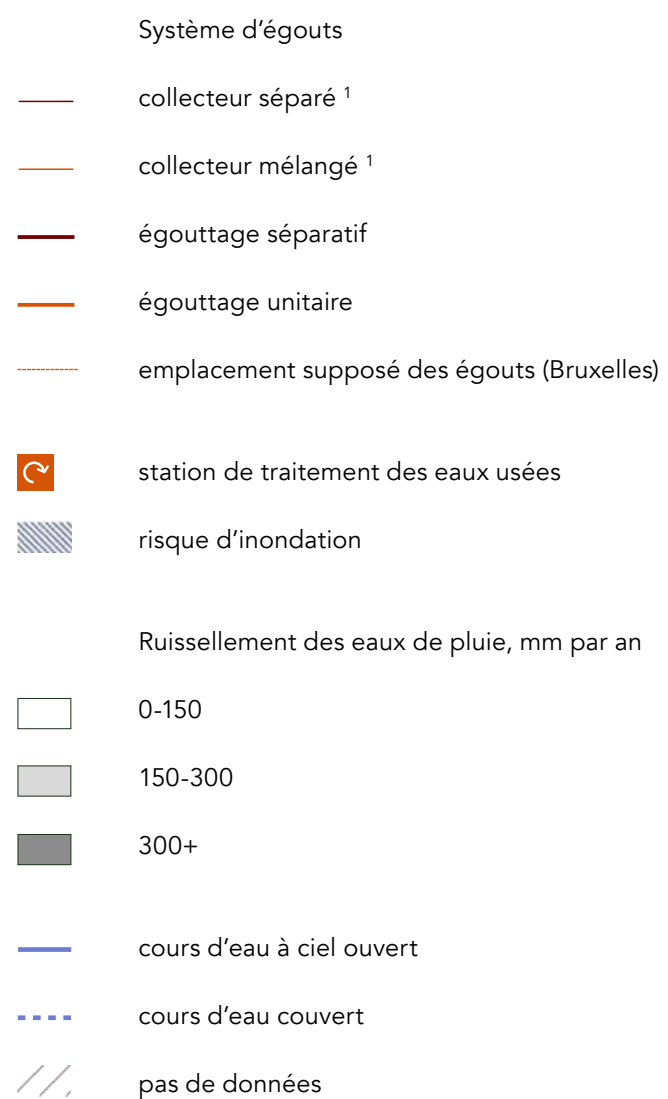 Système d'égouts
collecteur séparé ¹
collecteur mélangé ¹
égouttage séparatif
égouttage unitaire
emplacement supposé des égouts (Bruxelles)
station de traitement des eaux usées
risque d'inondation
Ruissellement des eaux de pluie, mm par an
0-150
150-300
300+
cours d'eau à ciel ouvert
cours d'eau couvert
pas de données